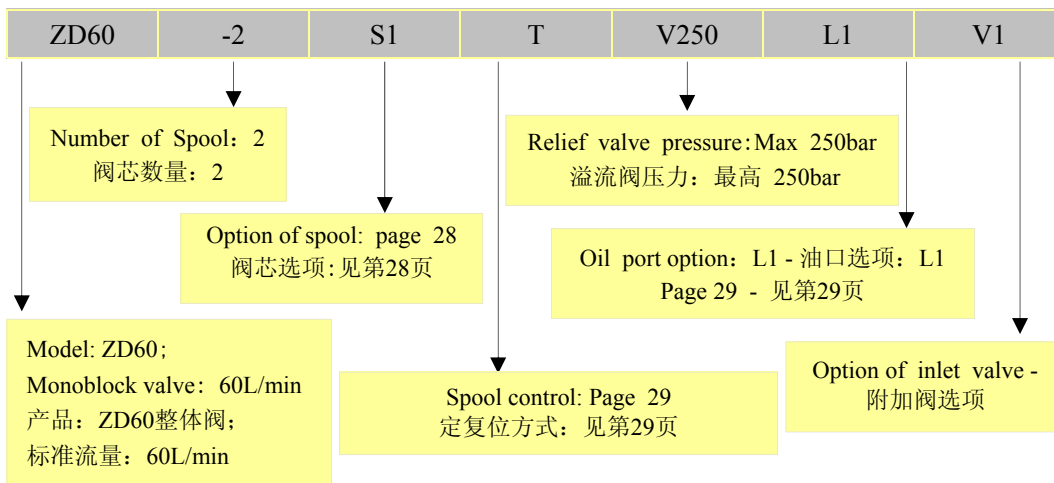 ZD60 -2 S1 T V250 L1 V1
Number of Spool：2
阀芯数量：2
Relief valve pressure:Max 250bar
溢流阀压力：最高 250bar
Option of spool: page 28
阀芯选项:见第28页
Oil port option：L1 - 油口选项：L1
Page 29 - 见第29页
Model: ZD60；
Monoblock valve：60L/min
产品：ZD60整体阀；
标准流量：60L/min
Spool control: Page 29
定复位方式：见第29页
Option of inlet valve -
附加阀选项